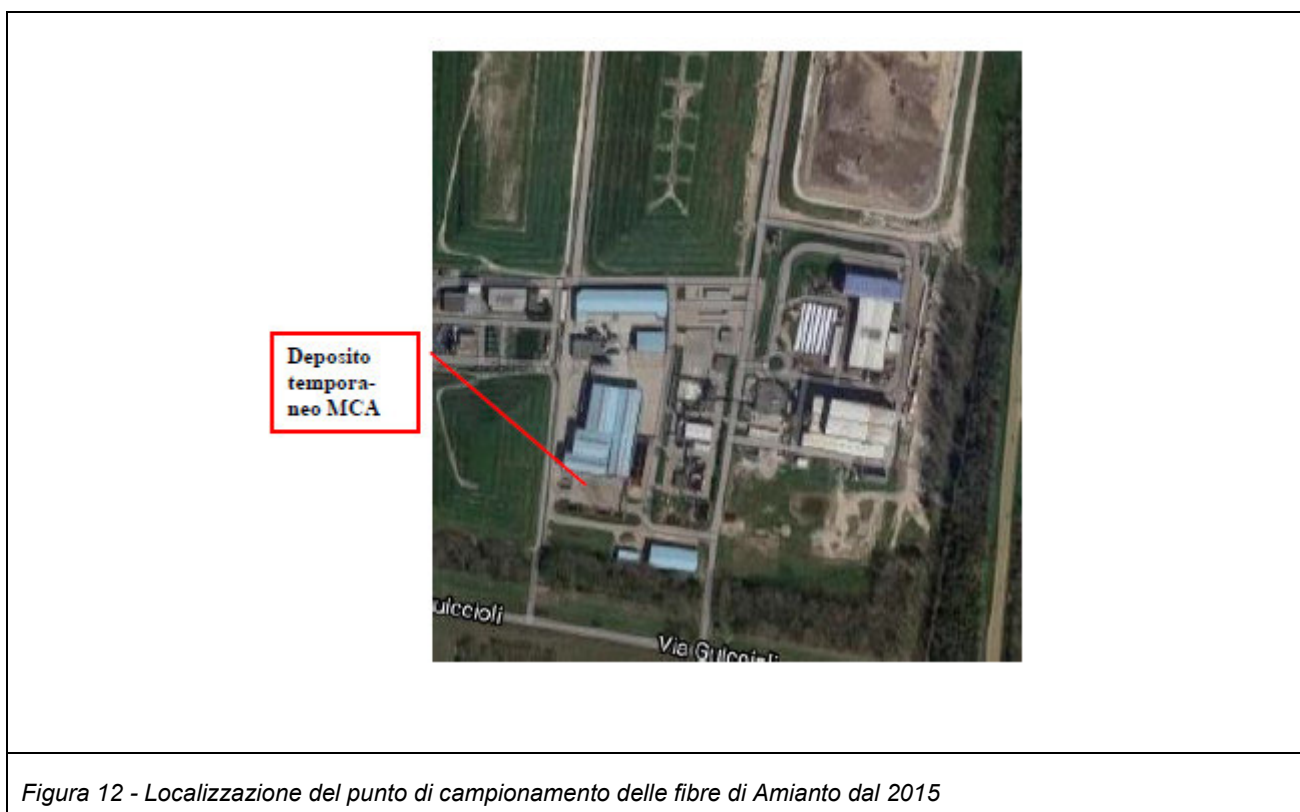 Deposito
tempora-
neo MCA
uiccioli
Via Guiccioli
Figura 12 - Localizzazione del punto di campionamento delle fibre di Amianto dal 2015